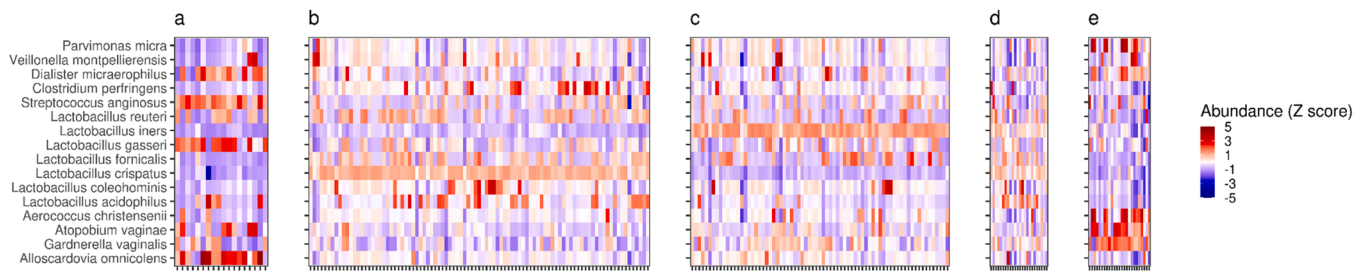 a b c d e
Parvimonas micra
Veillonella montpellierensis
Dialister micraerophilus
Clostridium perfringens
Streptococcus anginosus
Lactobacillus reuteri
Lactobacillus iners
Lactobacillus gasseri
Lactobacillus fornicalis
Lactobacillus crispatus
Lactobacillus coleohominis
Lactobacillus acidophilus
Aerococcus christensenii
Atopobium vaginae
Gardnerella vaginalis
Alloscardovia omnicolens
Abundance (Z score)
5
3
1
-1
-3
-5